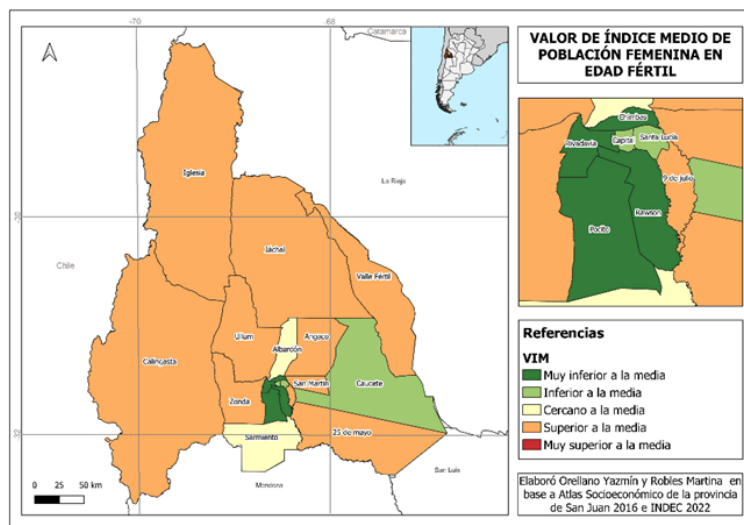 -70
-68
Catamarca
La Rioja
Chile
Iglesia
Jáchal
Valle Fértil
Ullum
Albardón
Angaco
Calingasta
San Martín
Caucete
Zonda
25 de mayo
Sarmiento
San Luis
Mendoza
-32
0 25 50 km
VALOR DE ÍNDICE MEDIO DE
POBLACIÓN FEMENINA EN
EDAD FÉRTIL
Chimbas
Rivadavia
Capital
Santa Lucía
9 de julio
Rawson
Pocito
Referencias
VIM
Muy inferior a la media
Inferior a la media
Cercano a la media
Superior a la media
Muy superior a la media
Elaboró Orellano Yazmín y Robles Martina en
base a Atlas Socioeconómico de la provincia
de San Juan 2016 e INDEC 2022